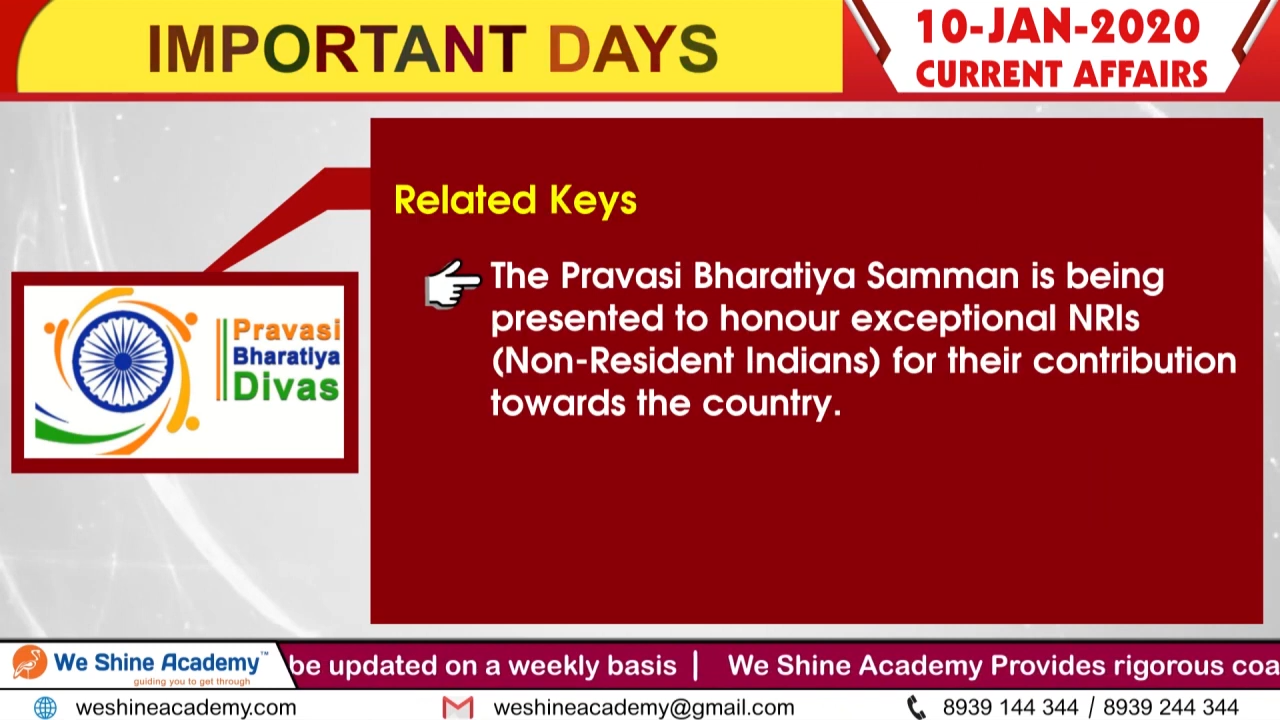 IMPORTANT DAYS
10-JAN-2020
CURRENT AFFAIRS
Related Keys
The Pravasi Bharatiya Samman is being
presented to honour exceptional NRIs
(Non-Resident Indians) for their contribution
towards the country.
Pravasi
Bharatiya
Divas
We Shine Academy™
guiding you to get through
be updated on a weekly basis | We Shine Academy Provides rigorous coa
weshineacademy.com
weshineacademy@gmail.com
8939 144 344 / 8939 244 344